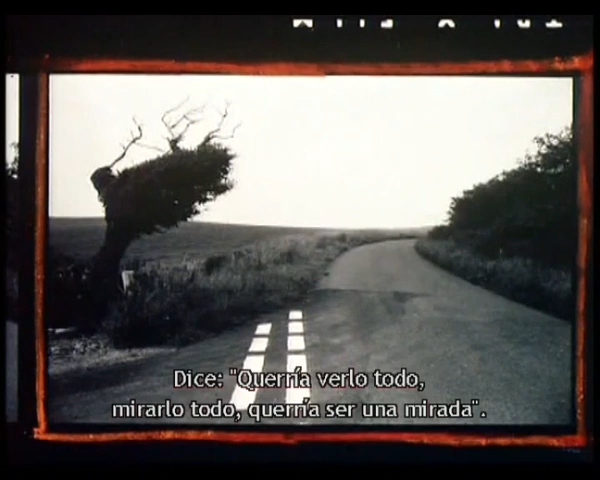 Dice: "Querría verlo todo,
mirarlo todo, querría ser una mirada".